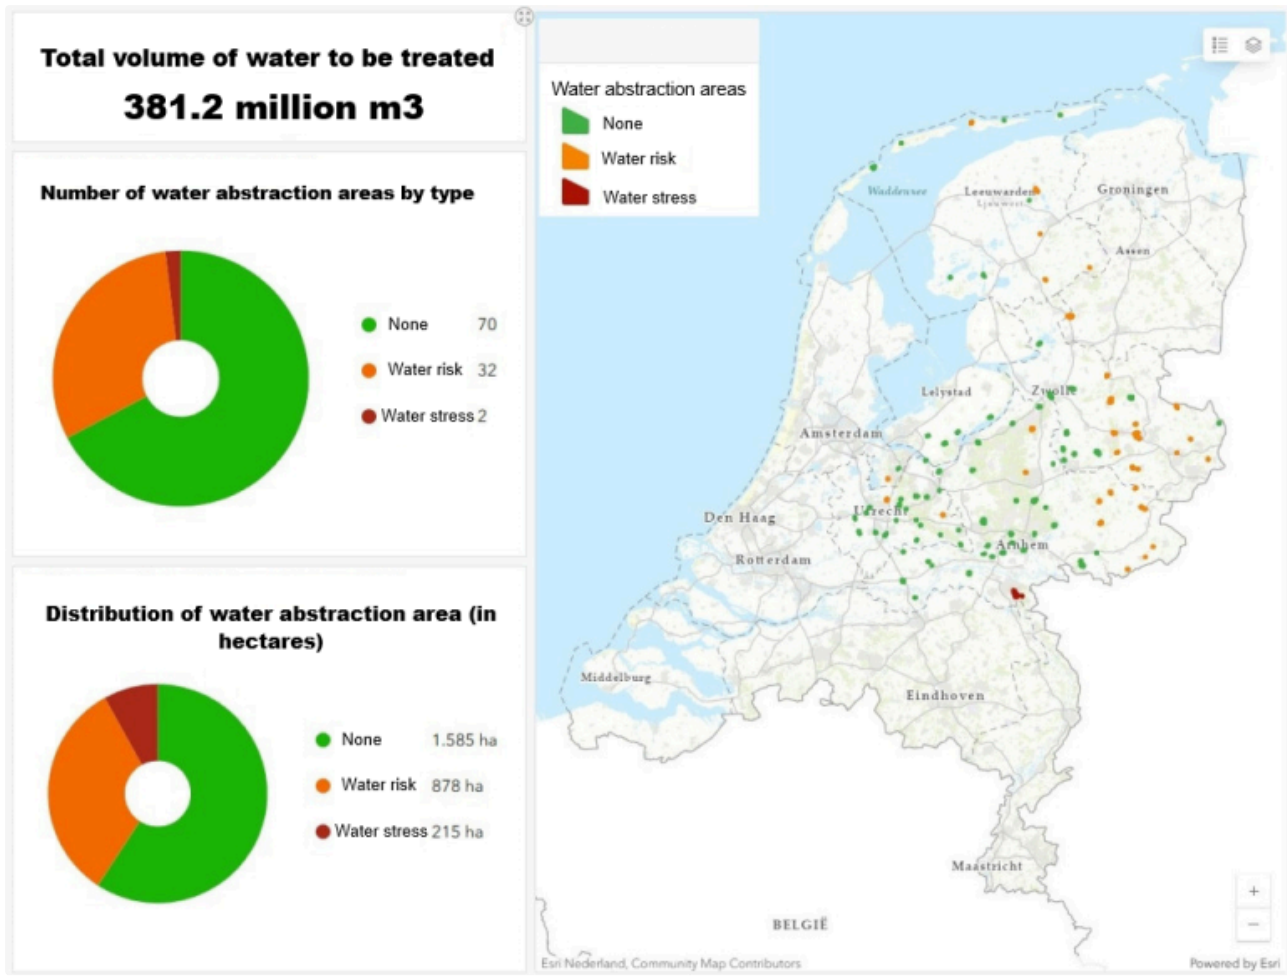 Total volume of water to be treated
381.2 million m3
Number of water abstraction areas by type
None 70
Water risk 32
Water stress 2
Distribution of water abstraction area (in
hectares)
None 1.585 ha
Water risk 878 ha
Water stress 215 ha
Water abstraction areas
None
Water risk
Water stress
Waddenzee
Leeuwarden
Ljouwert
Groningen
Assen
Lelystad
Zwolle
Amsterdam
Den Haag
Utrecht
Rotterdam
Arnhem
Middelburg
Eindhoven
Maastricht
BELGIË
+
−
Esri Nederland, Community Map Contributors
Powered by Esri